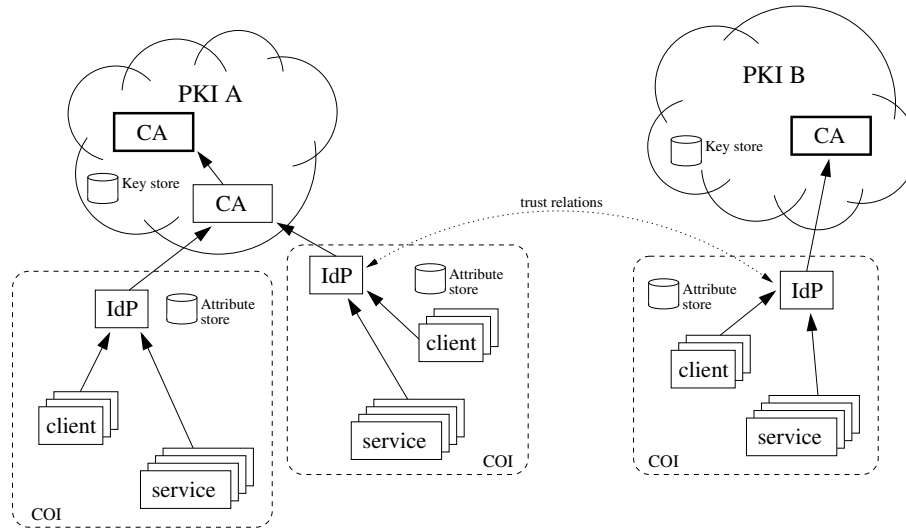 PKI A
CA
Key store
CA
PKI B
CA
Key store
trust relations
IdP
Attribute
store
client
service
COI
IdP
Attribute
store
client
service
COI
IdP
Attribute
store
client
service
COI